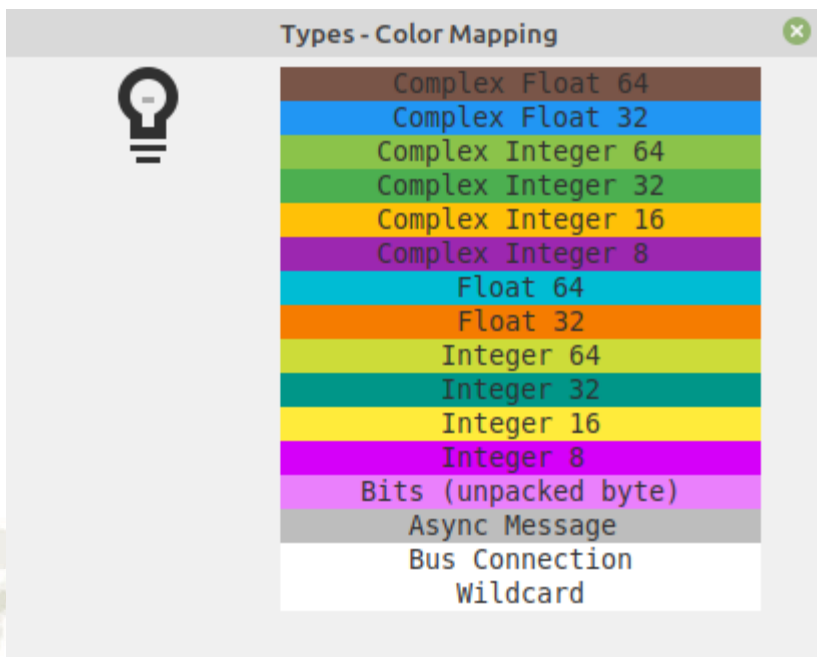 Types - Color Mapping
Complex Float 64
Complex Float 32
Complex Integer 64
Complex Integer 32
Complex Integer 16
Complex Integer 8
Float 64
Float 32
Integer 64
Integer 32
Integer 16
Integer 8
Bits (unpacked byte)
Async Message
Bus Connection
Wildcard